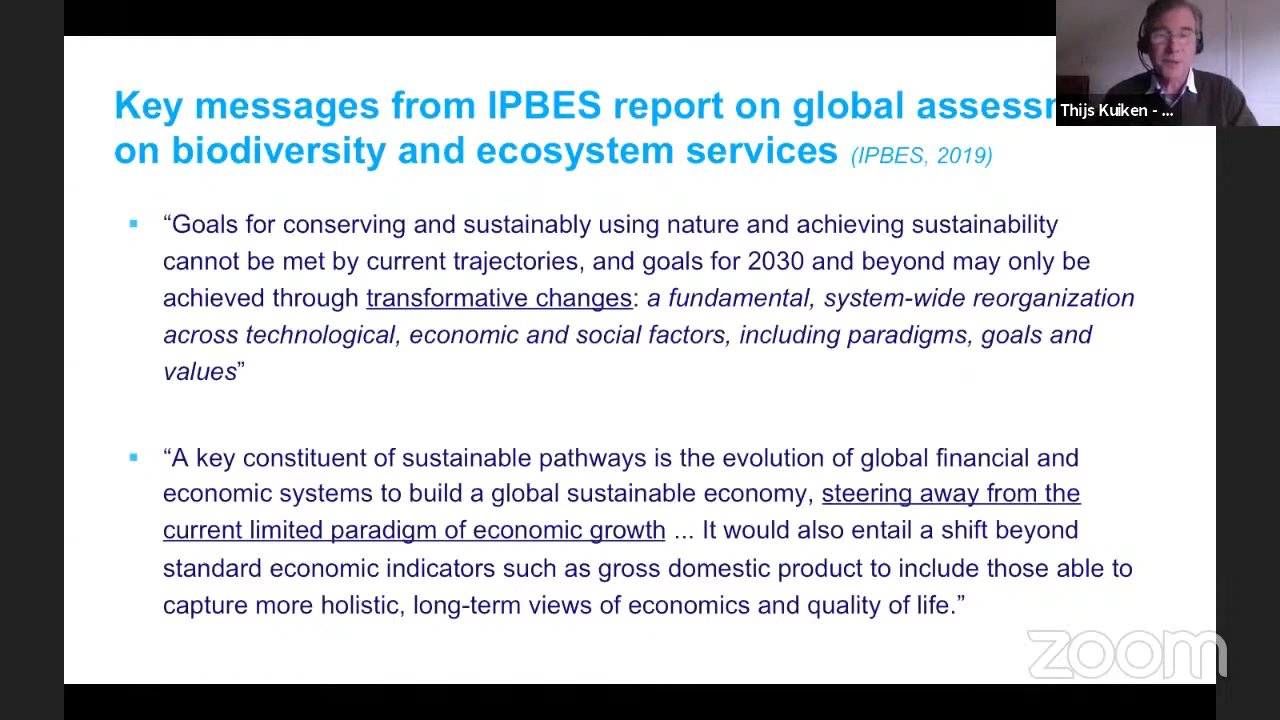 Key messages from IPBES report on global assessm
on biodiversity and ecosystem services (IPBES, 2019)
Thijs Kuiken - ...
▪ “Goals for conserving and sustainably using nature and achieving sustainability
cannot be met by current trajectories, and goals for 2030 and beyond may only be
achieved through transformative changes: a fundamental, system-wide reorganization
across technological, economic and social factors, including paradigms, goals and
values”
▪ “A key constituent of sustainable pathways is the evolution of global financial and
economic systems to build a global sustainable economy, steering away from the
current limited paradigm of economic growth ... It would also entail a shift beyond
standard economic indicators such as gross domestic product to include those able to
capture more holistic, long-term views of economics and quality of life.”
zoom